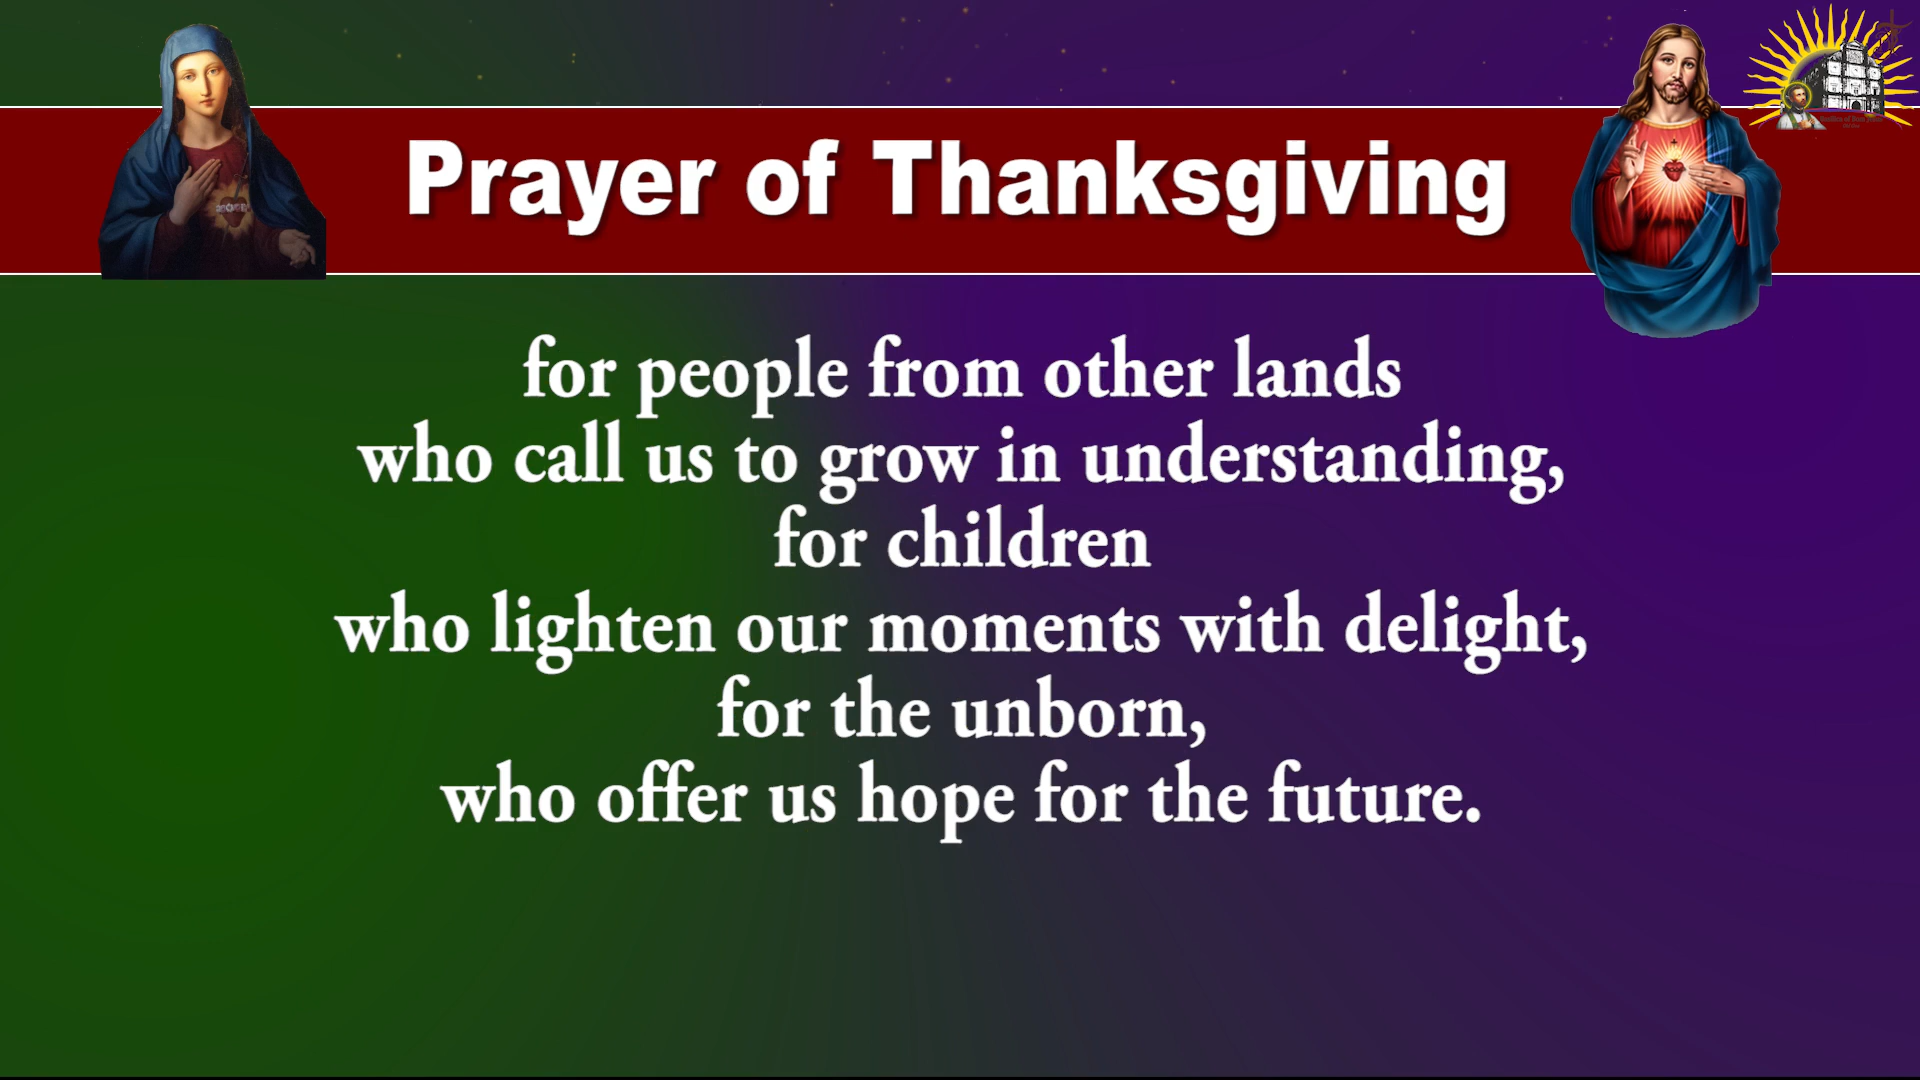 Prayer of Thanksgiving
for people from other lands
who call us to grow in understanding,
for children
who lighten our moments with delight,
for the unborn,
who offer us hope for the future.